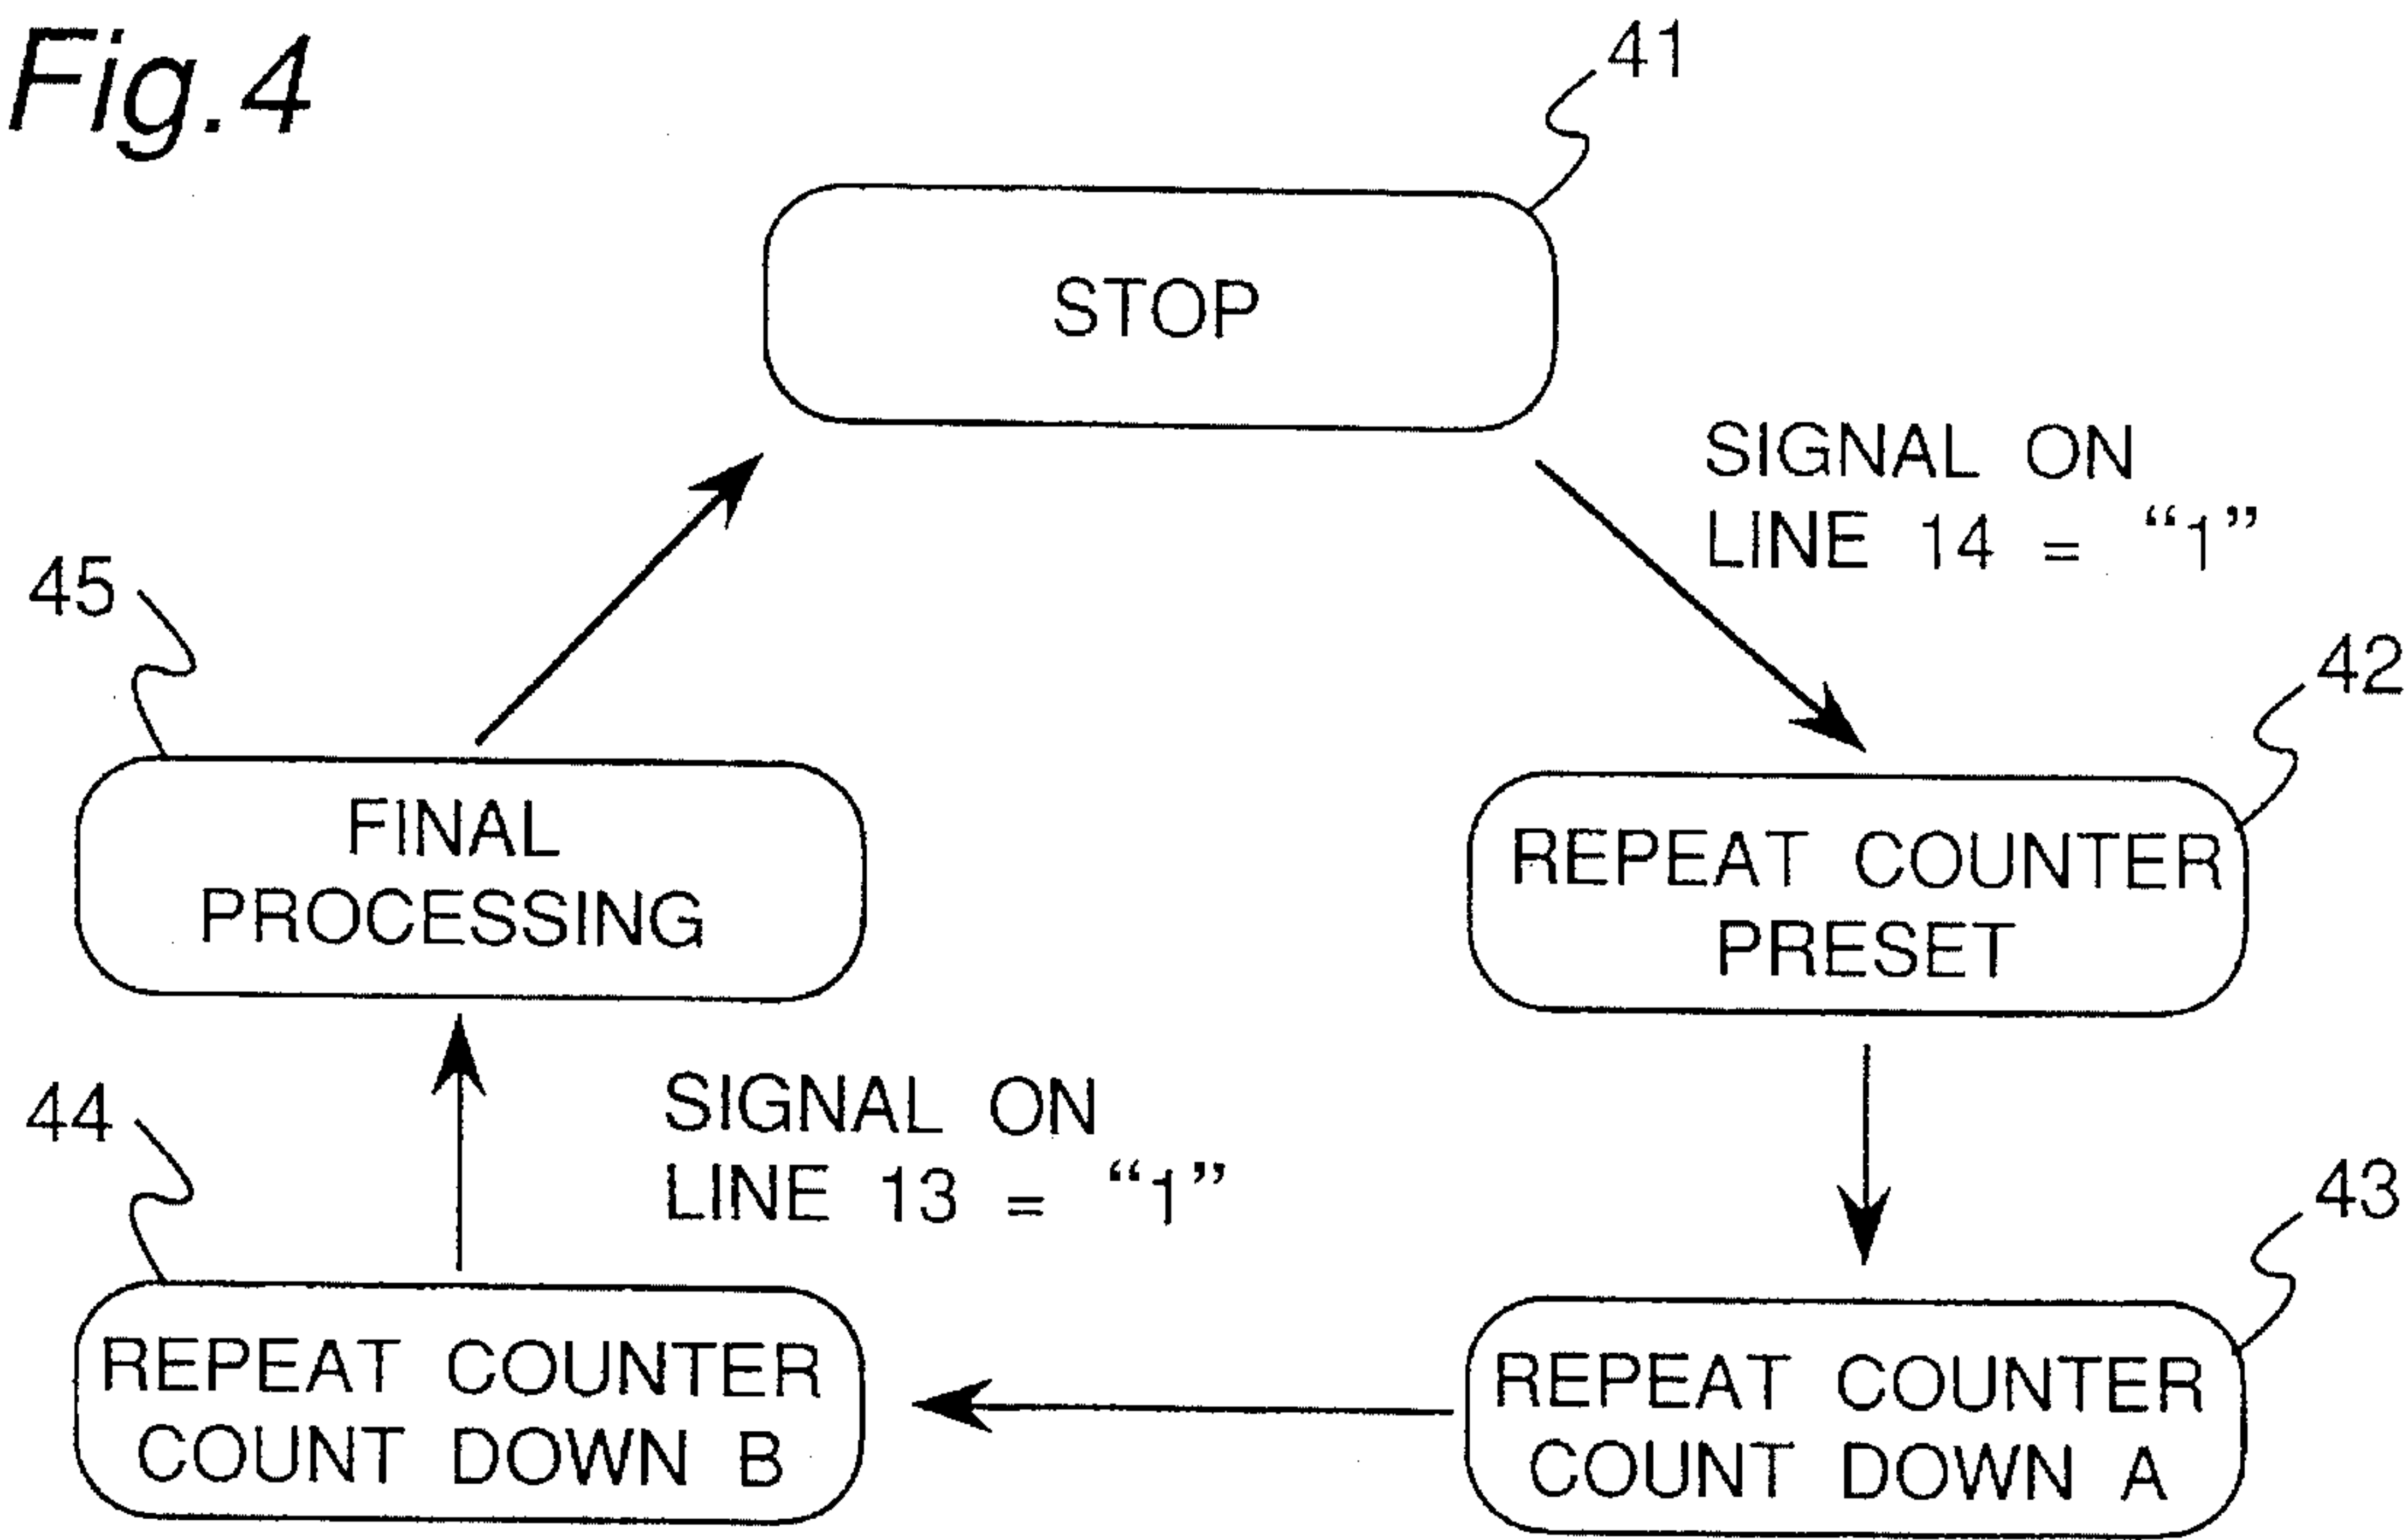 Fig.4
41
STOP
SIGNAL ON
LINE 14 = “1”
42
REPEAT COUNTER
PRESET
43
REPEAT COUNTER
COUNT DOWN A
44
REPEAT COUNTER
COUNT DOWN B
SIGNAL ON
LINE 13 = “1”
45
FINAL
PROCESSING